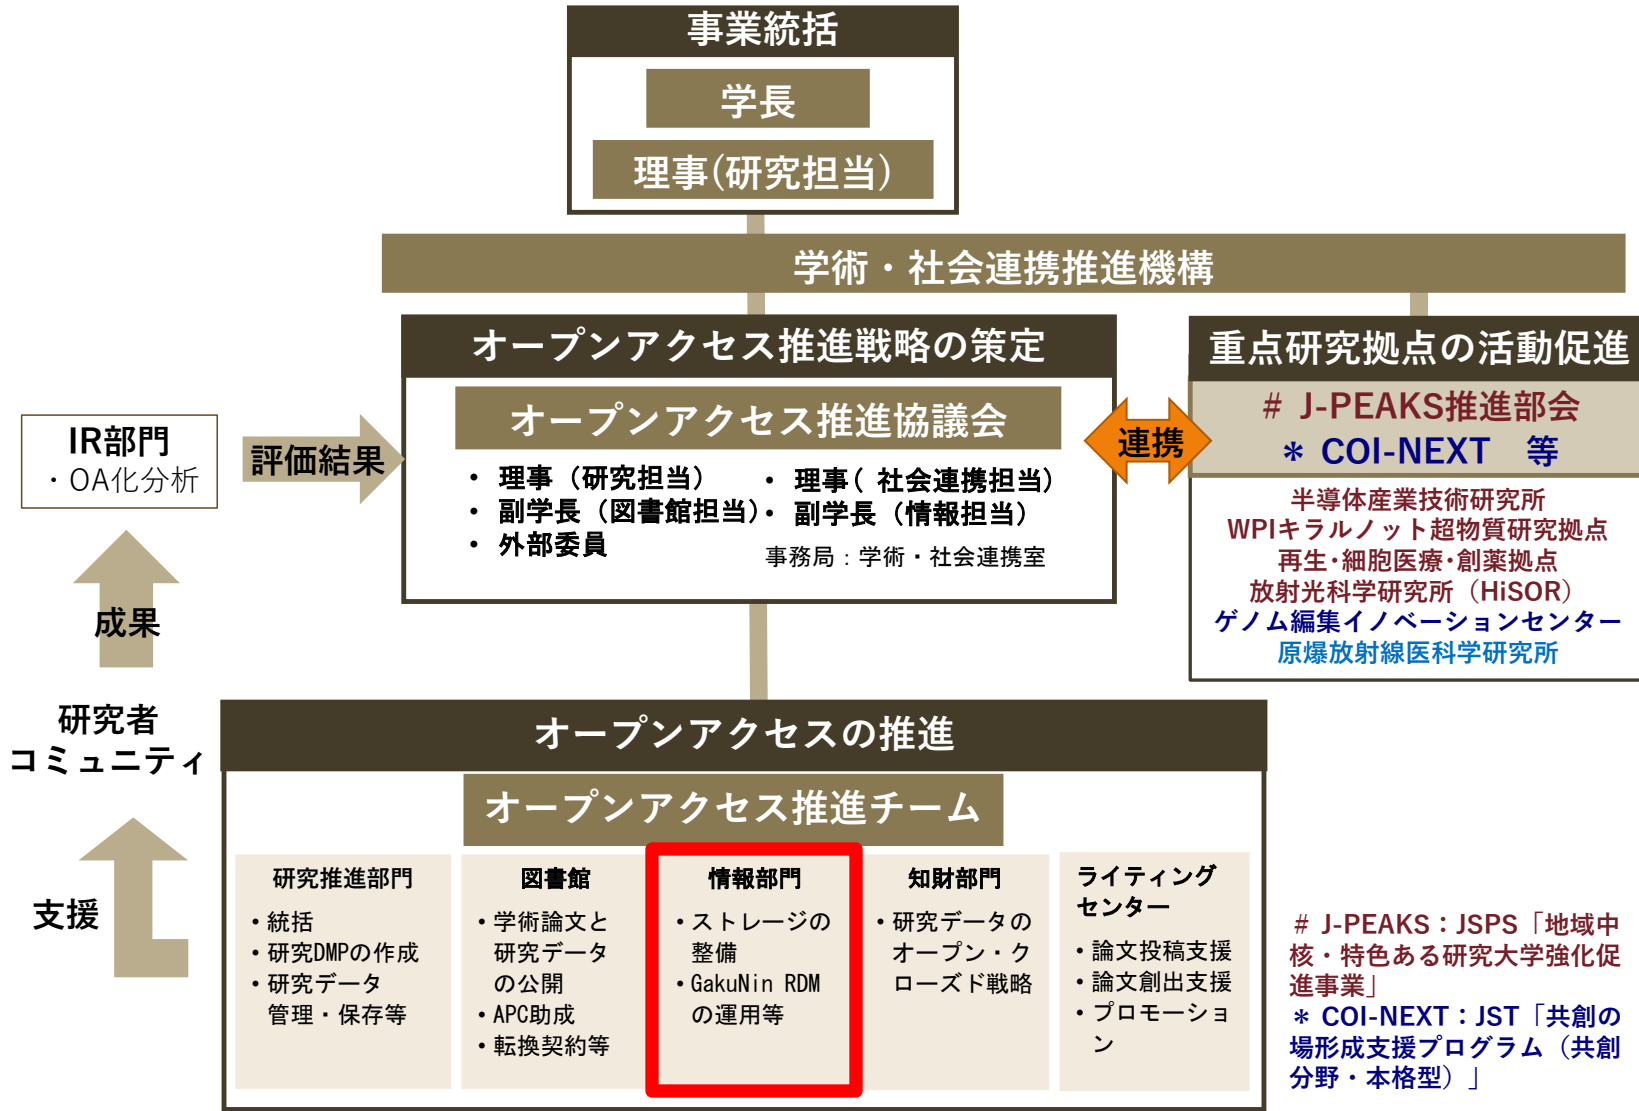 事業統括
学長
理事(研究担当)
学術・社会連携推進機構
オープンアクセス推進戦略の策定
オープンアクセス推進協議会
・理事（研究担当）
・副学長（図書館担当）
・外部委員
・理事( 社会連携担当)
・副学長（情報担当）
事務局：学術・社会連携室
連携
重点研究拠点の活動促進
# J-PEAKS推進部会
* COI-NEXT　等
半導体産業技術研究所
WPIキラルノット超物質研究拠点
再生･細胞医療･創薬拠点
放射光科学研究所（HiSOR）
ゲノム編集イノベーションセンター
原爆放射線医科学研究所
IR部門
・OA化分析
評価結果
成果
研究者
コミュニティ
支援
オープンアクセスの推進
オープンアクセス推進チーム
研究推進部門
・統括
・研究DMPの作成
・研究データ
管理・保存等
図書館
・学術論文と
研究データ
の公開
・APC助成
・転換契約等
情報部門
・ストレージの
整備
・GakuNin RDM
の運用等
知財部門
・研究データの
オープン・ク
ローズド戦略
ライティング
センター
・論文投稿支援
・論文創出支援
・プロモーショ
ン
# J-PEAKS：JSPS「地域中
核・特色ある研究大学強化促
進事業」
* COI-NEXT：JST「共創の
場形成支援プログラム（共創
分野・本格型）」